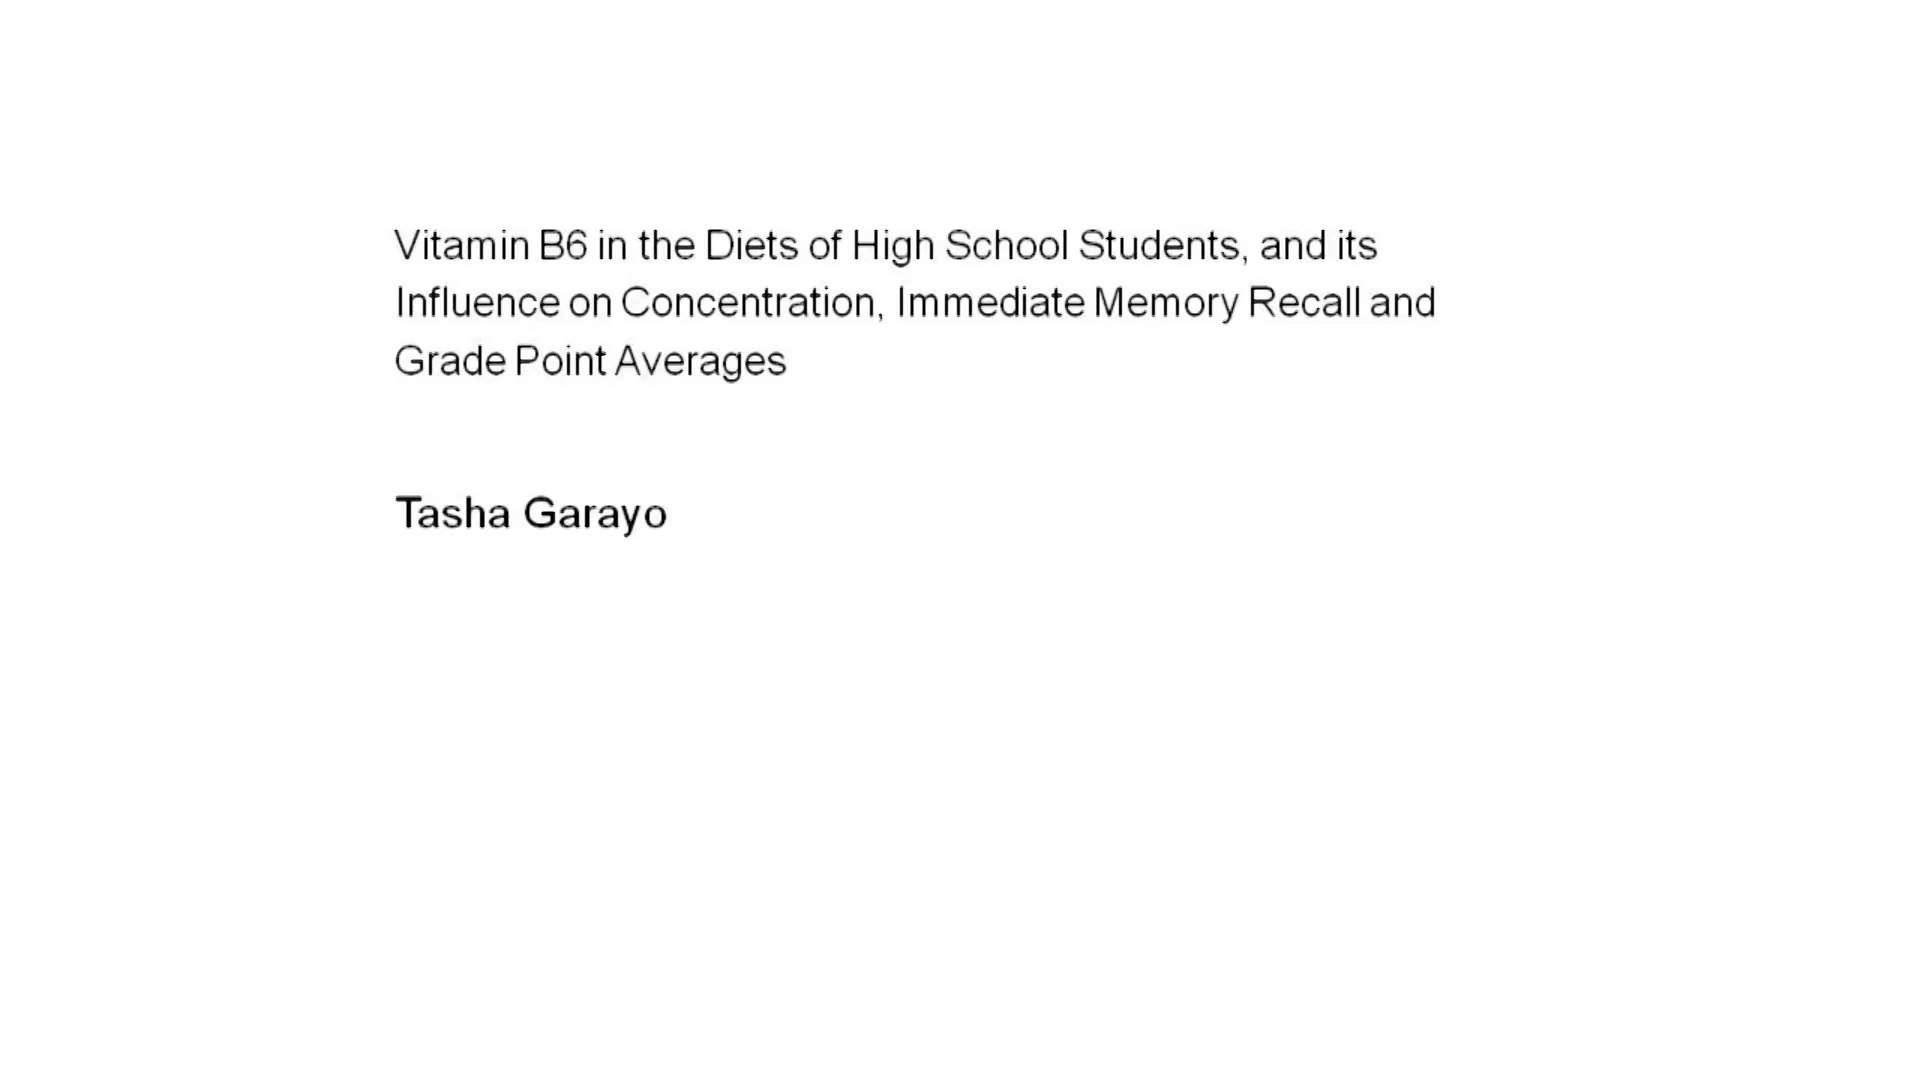 Vitamin B6 in the Diets of High School Students, and its
Influence on Concentration, Immediate Memory Recall and
Grade Point Averages
Tasha Garayo